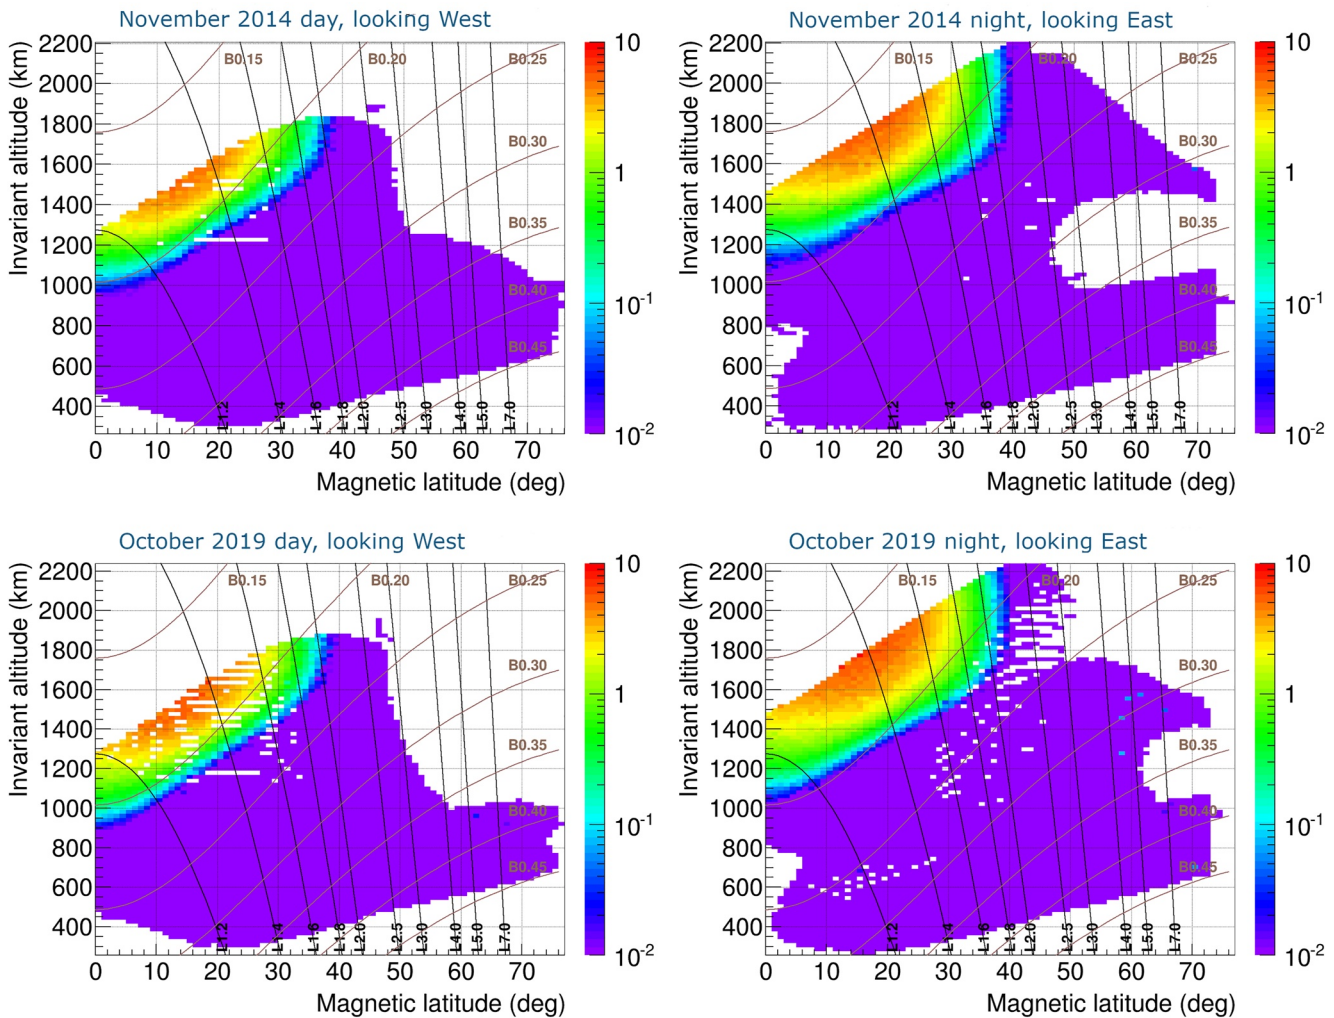 November 2014 day, looking West
Invariant altitude (km)
2200
2000
1800
1600
1400
1200
1000
800
600
400
B0.15
B0.20
B0.25
B0.30
B0.35
B0.40
B0.45
L1.2
L1.4
L1.6
L1.8
L2.0
L2.5
L3.0
L4.0
L5.0
L7.0
0 10 20 30 40 50 60 70
Magnetic latitude (deg)
10
1
10-1
10-2
November 2014 night, looking East
Invariant altitude (km)
2200
2000
1800
1600
1400
1200
1000
800
600
400
B0.15
B0.20
B0.25
B0.30
B0.35
B0.40
B0.45
L1.2
L1.4
L1.6
L1.8
L2.0
L2.5
L3.0
L4.0
L5.0
L7.0
0 10 20 30 40 50 60 70
Magnetic latitude (deg)
10
1
10-1
10-2
October 2019 day, looking West
Invariant altitude (km)
2200
2000
1800
1600
1400
1200
1000
800
600
400
B0.15
B0.20
B0.25
B0.30
B0.35
B0.40
B0.45
L1.2
L1.4
L1.6
L1.8
L2.0
L2.5
L3.0
L4.0
L5.0
L7.0
0 10 20 30 40 50 60 70
Magnetic latitude (deg)
10
1
10-1
10-2
October 2019 night, looking East
Invariant altitude (km)
2200
2000
1800
1600
1400
1200
1000
800
600
400
B0.15
B0.20
B0.25
B0.30
B0.35
B0.40
B0.45
L1.2
L1.4
L1.6
L1.8
L2.0
L2.5
L3.0
L4.0
L5.0
L7.0
0 10 20 30 40 50 60 70
Magnetic latitude (deg)
10
1
10-1
10-2